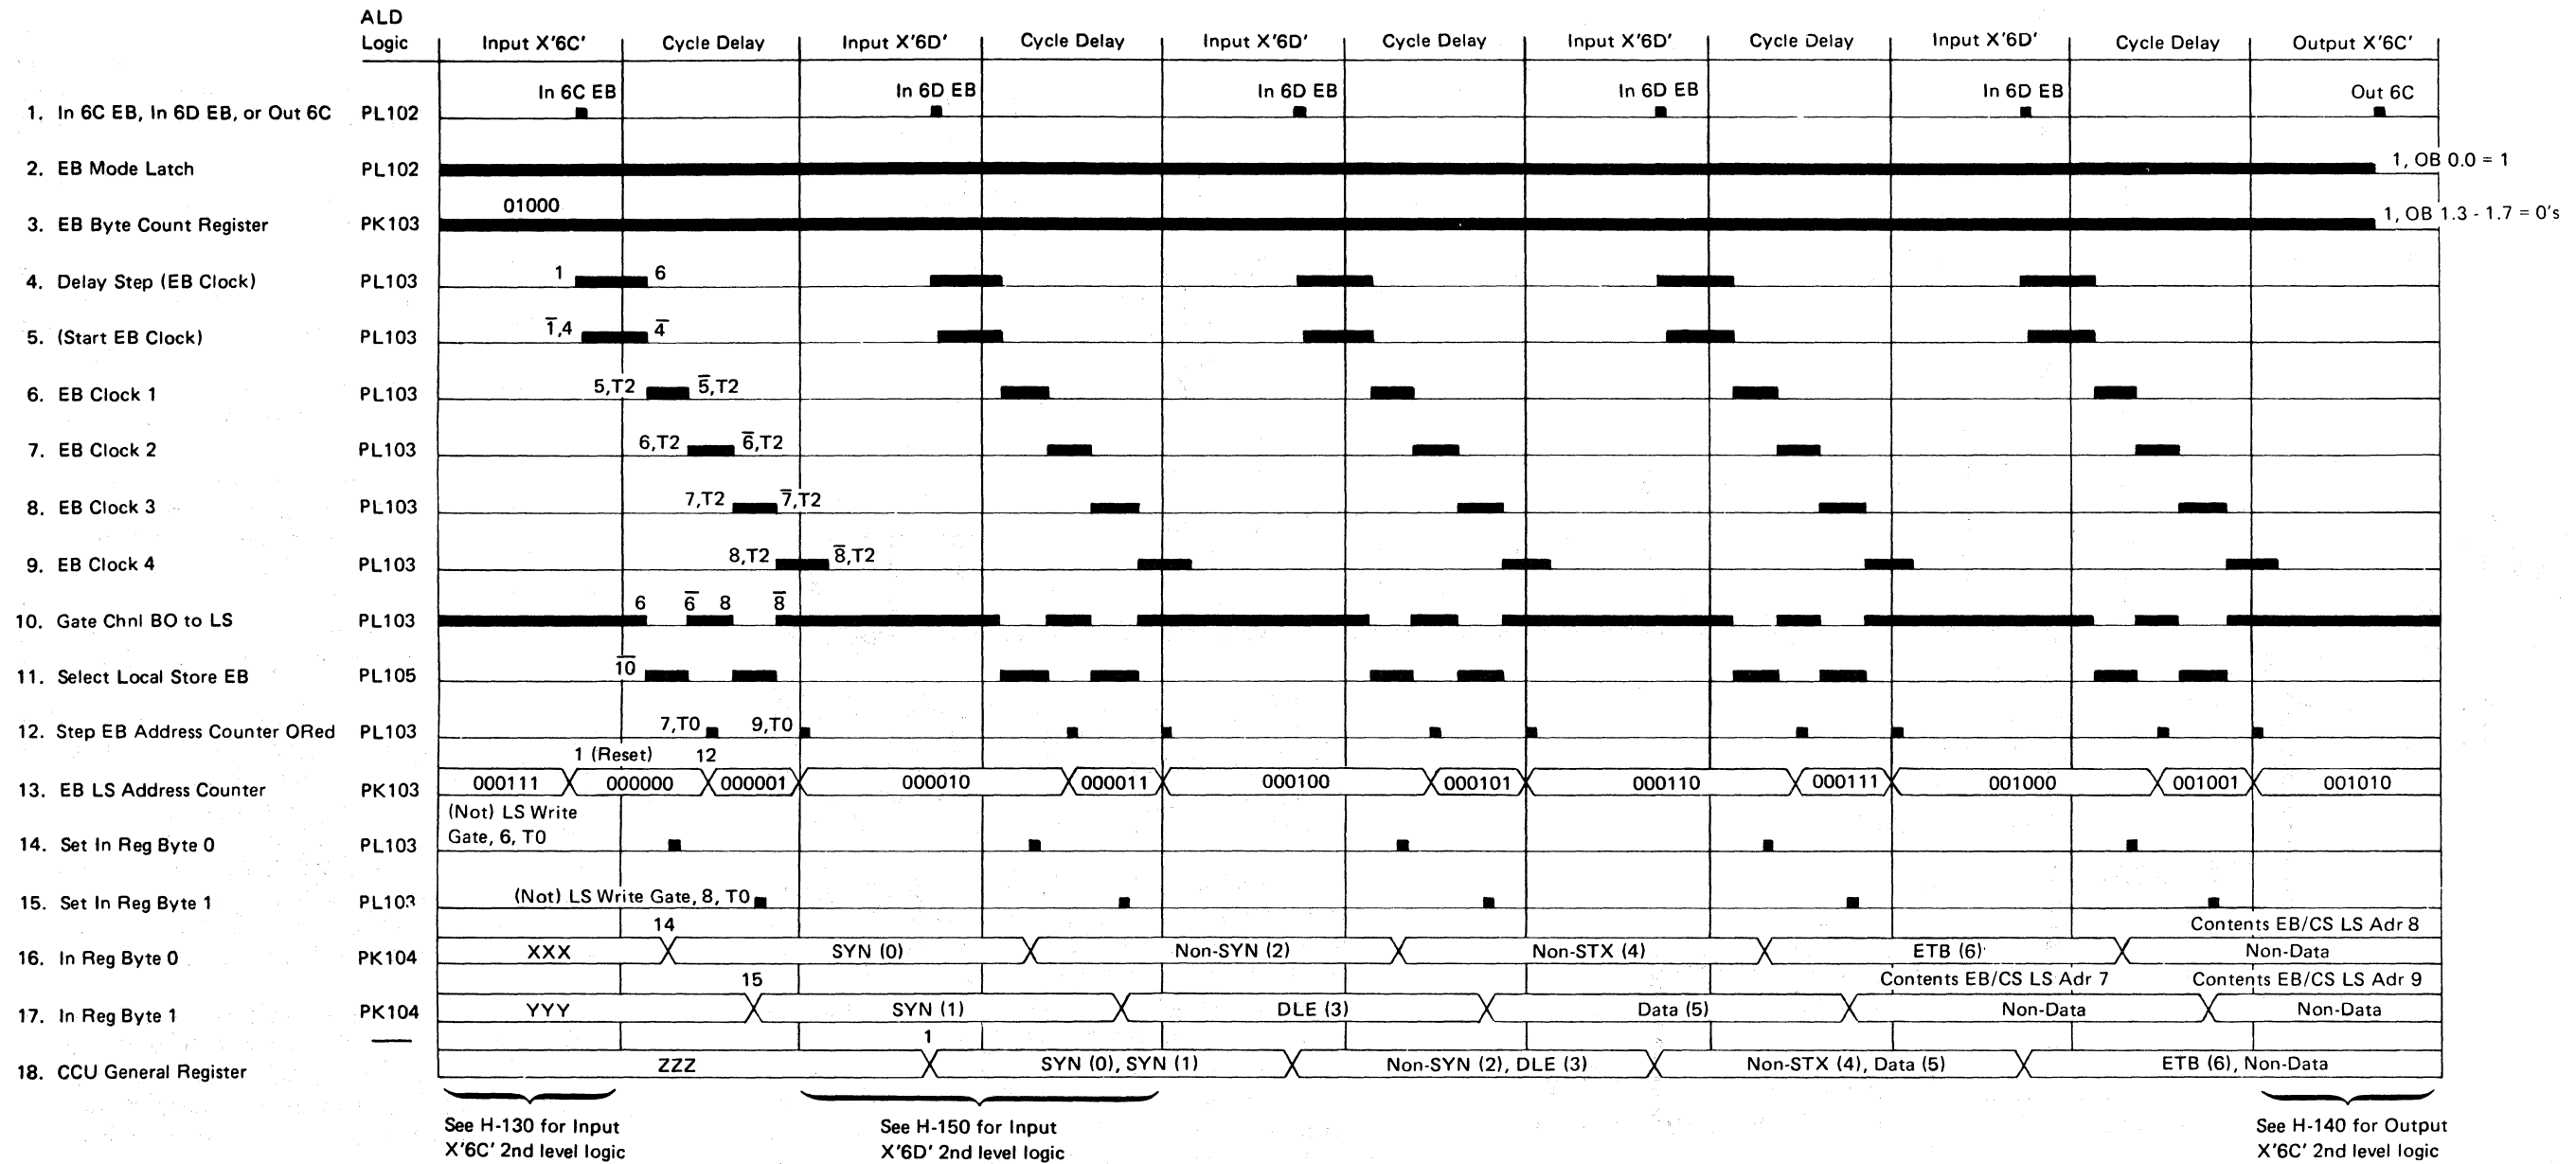 ALD
Logic Input X'6C' Cycle Delay Input X'6D' Cycle Delay Input X'6D' Cycle Delay Input X'6D' Cycle Delay Input X'6D' Cycle Delay Output X'6C'
In 6C EB In 6D EB In 6D EB In 6D EB In 6D EB Out 6C
1. In 6C EB, In 6D EB, or Out 6C PL102
2. EB Mode Latch PL102 1, OB 0.0 = 1
01000
3. EB Byte Count Register PK103 1, OB 1.3 - 1.7 = 0's
4. Delay Step (EB Clock) PL103 1 6
5. (Start EB Clock) PL103 1̅,4 4̅
6. EB Clock 1 PL103 5,T2 5̅,T2
7. EB Clock 2 PL103 6,T2 6̅,T2
8. EB Clock 3 PL103 7,T2 7̅,T2
9. EB Clock 4 PL103 8,T2 8̅,T2
10. Gate Chnl BO to LS PL103 6 6̅ 8 8̅
11. Select Local Store EB PL105 1̅0̅
12. Step EB Address Counter ORed PL103 7,T0 9,T0
1 (Reset) 12
13. EB LS Address Counter PK103 000111 000000 000001 000010 000011 000100 000101 000110 000111 001000 001001 001010
(Not) LS Write
Gate, 6, T0
14. Set In Reg Byte 0 PL103
15. Set In Reg Byte 1 PL103 (Not) LS Write Gate, 8, T0
14 Contents EB/CS LS Adr 8
16. In Reg Byte 0 PK104 XXX SYN (0) Non-SYN (2) Non-STX (4) ETB (6) Non-Data
15 Contents EB/CS LS Adr 7 Contents EB/CS LS Adr 9
17. In Reg Byte 1 PK104 YYY SYN (1) DLE (3) Data (5) Non-Data Non-Data
1
18. CCU General Register ZZZ SYN (0), SYN (1) Non-SYN (2), DLE (3) Non-STX (4), Data (5) ETB (6), Non-Data
See H-130 for Input
X'6C' 2nd level logic
See H-150 for Input
X'6D' 2nd level logic
See H-140 for Output
X'6C' 2nd level logic